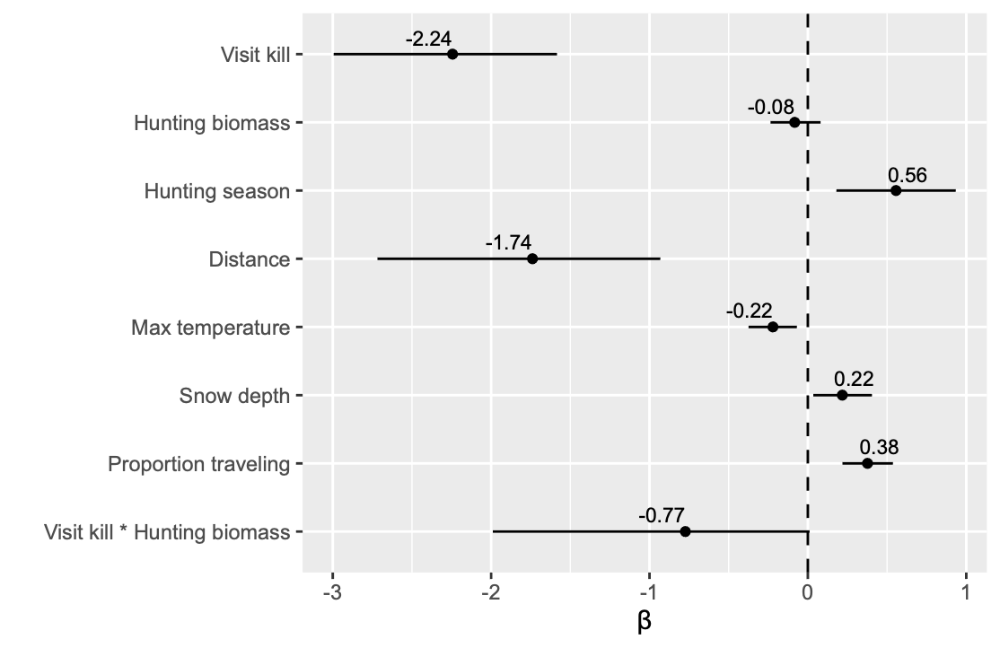 Visit kill
-2.24
Hunting biomass
-0.08
Hunting season
0.56
Distance
-1.74
Max temperature
-0.22
Snow depth
0.22
Proportion traveling
0.38
Visit kill * Hunting biomass
-0.77
-3 -2 -1 0 1
β